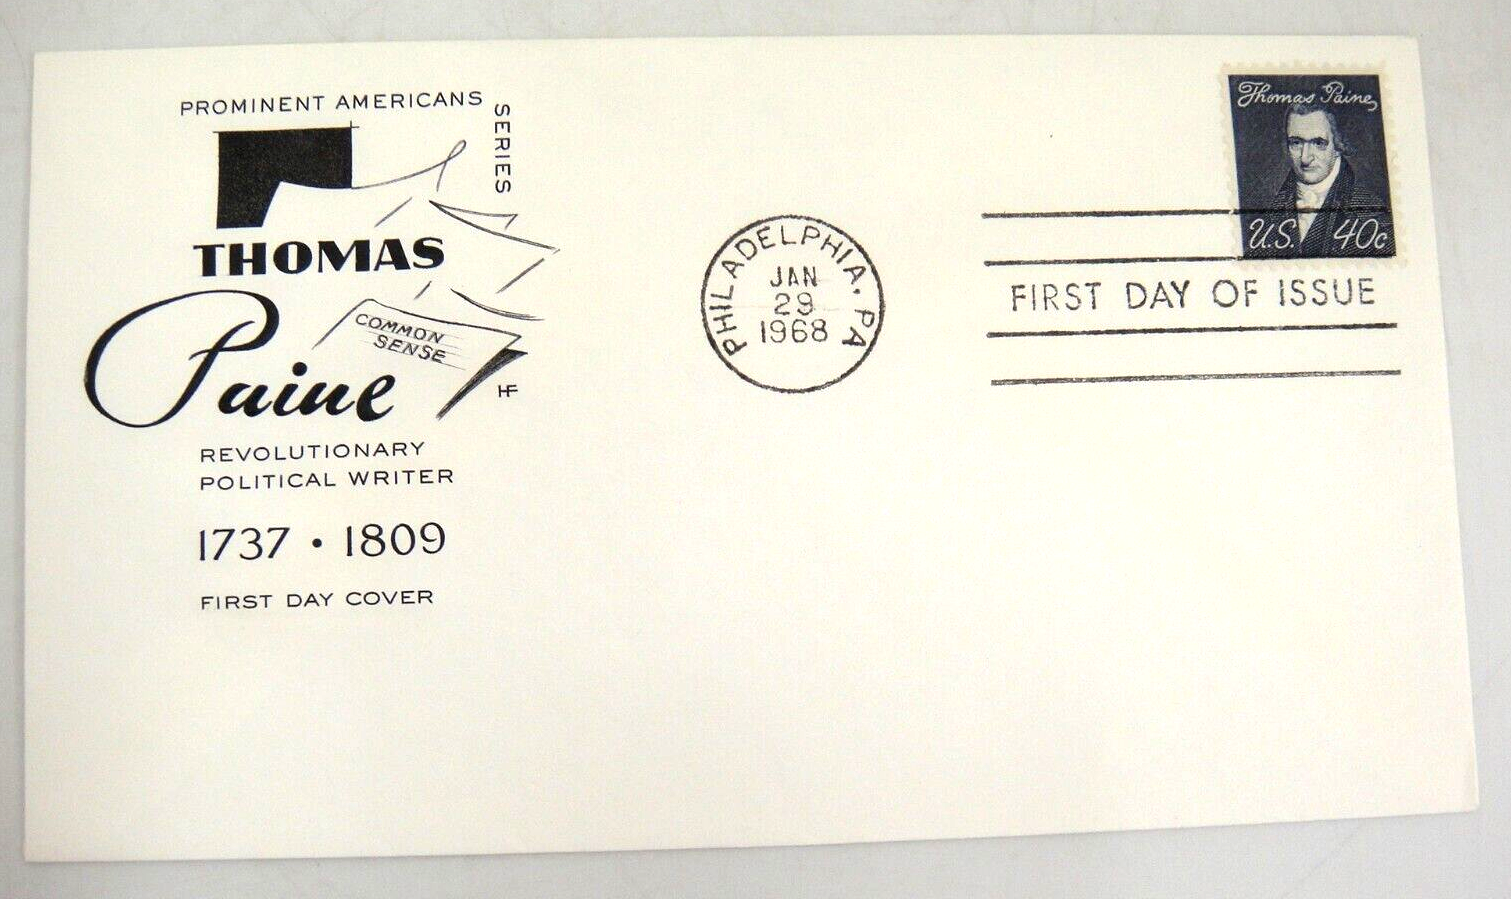 PROMINENT AMERICANS
SERIES
THOMAS
Paine
COMMON
SENSE
HF
REVOLUTIONARY
POLITICAL WRITER
1737 • 1809
FIRST DAY COVER
PHILADELPHIA, PA
JAN
29
1968
Thomas Paine
U.S. 40c
FIRST DAY OF ISSUE